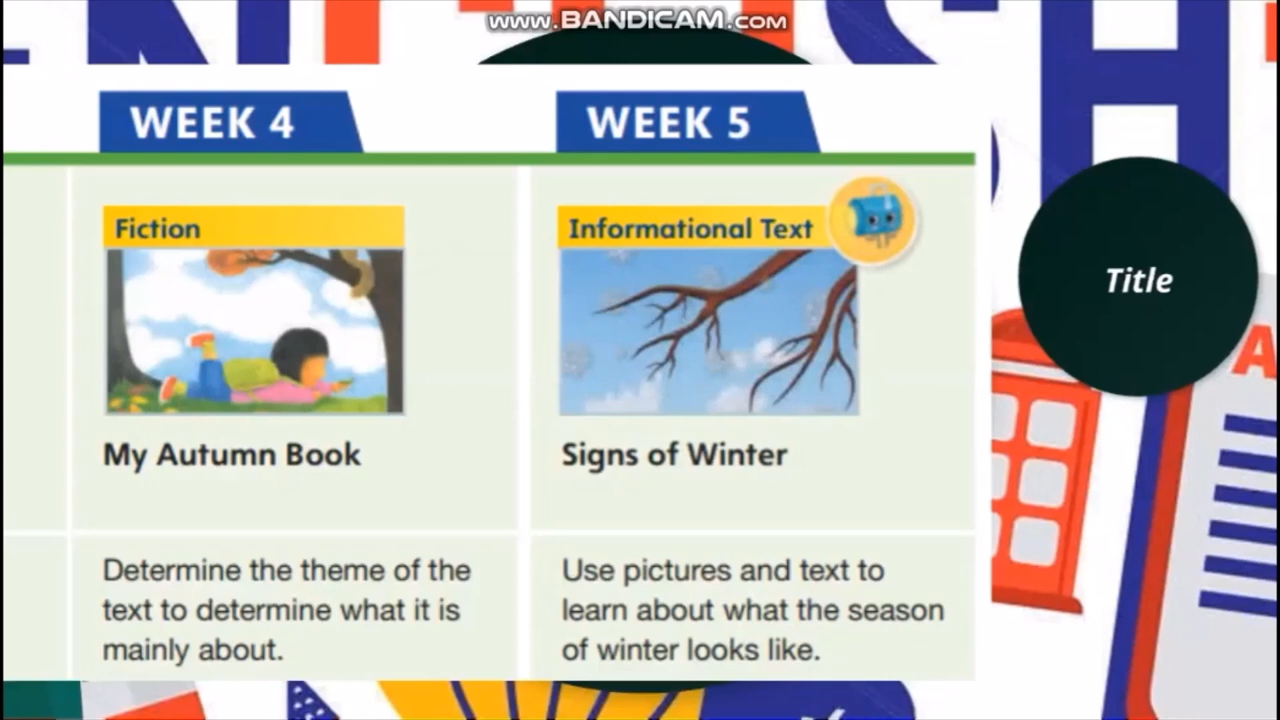 www.BANDICAM.com
WEEK 4
WEEK 5
Fiction
Informational Text
Title
My Autumn Book
Signs of Winter
Determine the theme of the
text to determine what it is
mainly about.
Use pictures and text to
learn about what the season
of winter looks like.